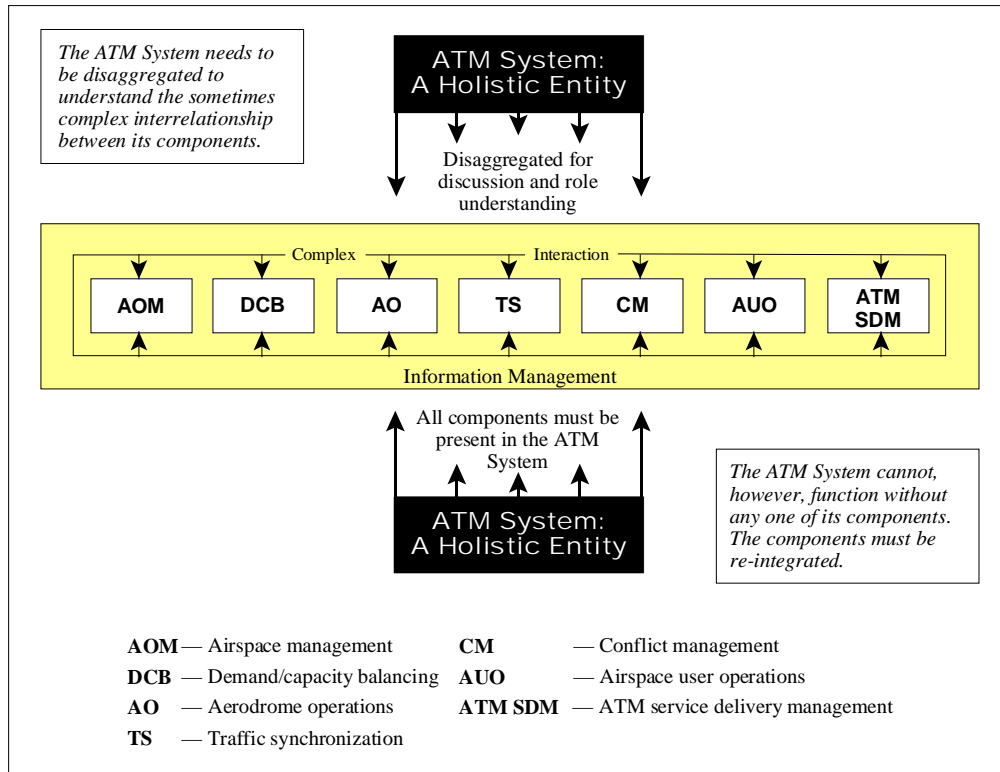 The ATM System needs to
be disaggregated to
understand the sometimes
complex interrelationship
between its components.
ATM System:
A Holistic Entity
Disaggregated for
discussion and role
understanding
Complex
Interaction
AOM
DCB
AO
TS
CM
AUO
ATM
SDM
Information Management
All components must be
present in the ATM
System
ATM System:
A Holistic Entity
The ATM System cannot,
however, function without
any one of its components.
The components must be
re-integrated.
AOM — Airspace management
DCB — Demand/capacity balancing
AO — Aerodrome operations
TS — Traffic synchronization
CM — Conflict management
AUO — Airspace user operations
ATM SDM — ATM service delivery management